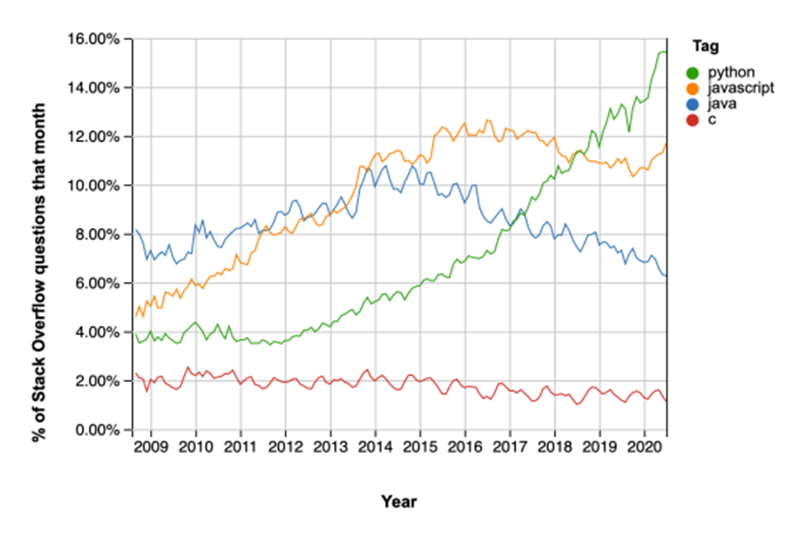 % of Stack Overflow questions that month
16.00%
14.00%
12.00%
10.00%
8.00%
6.00%
4.00%
2.00%
0.00%
2009 2010 2011 2012 2013 2014 2015 2016 2017 2018 2019 2020
Year
Tag
python
javascript
java
c